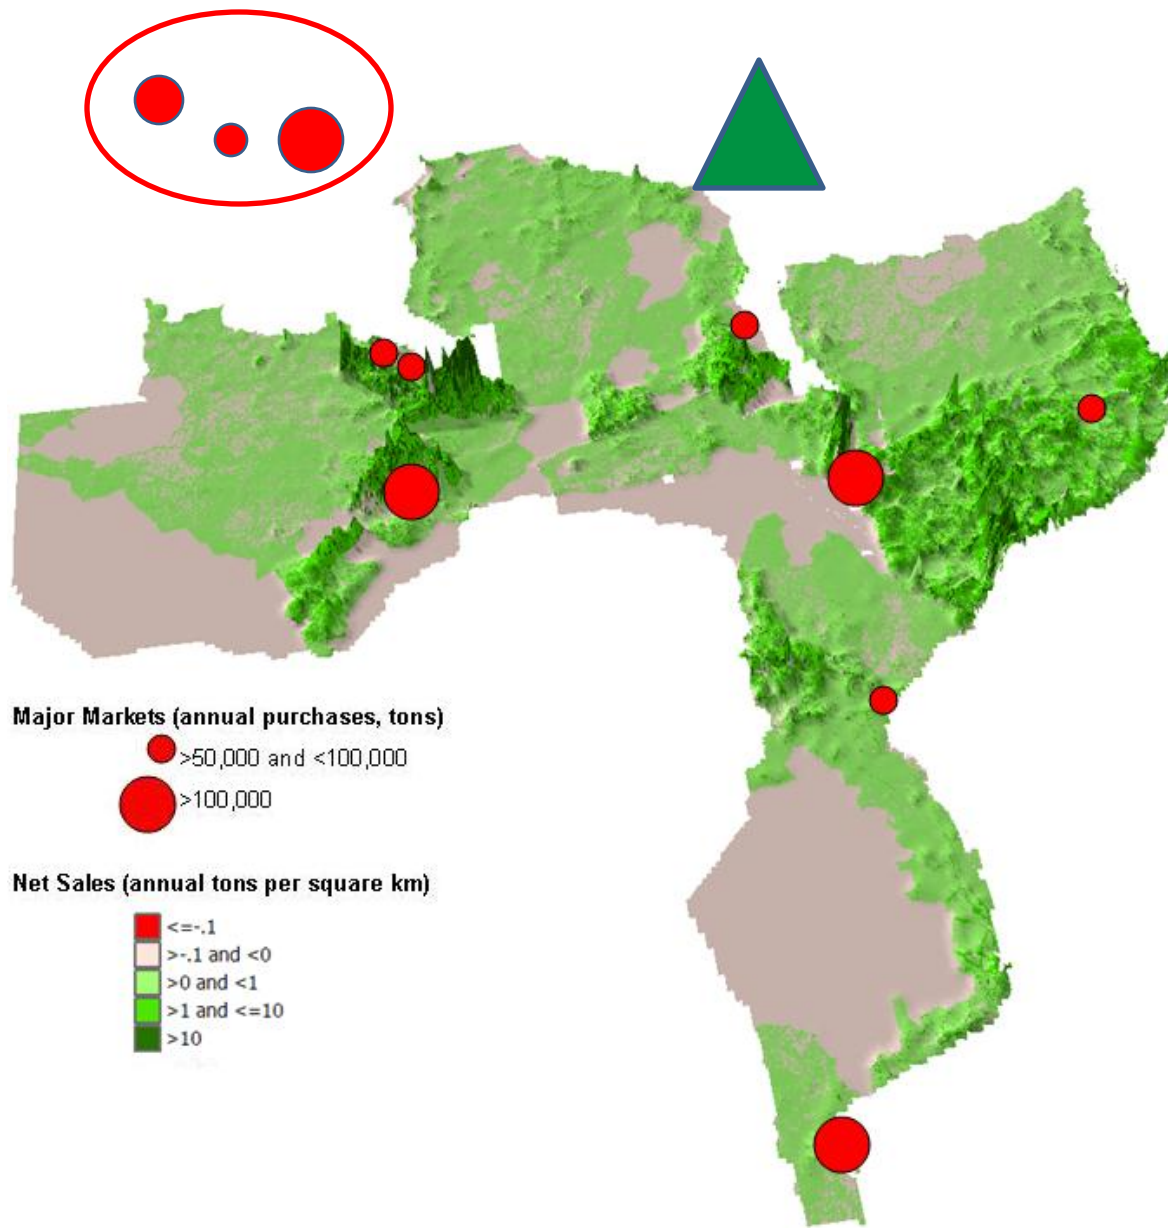 Major Markets (annual purchases, tons)
>50,000 and <100,000
>100,000
Net Sales (annual tons per square km)
<=-.1
>-.1 and <0
>0 and <1
>1 and <=10
>10